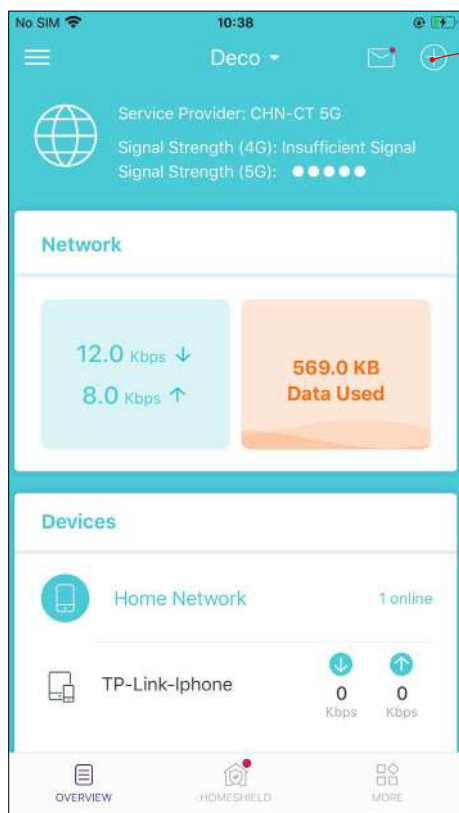 No SIM 10:38
Deco
Service Provider: CHN-CT 5G
Signal Strength (4G): Insufficient Signal
Signal Strength (5G):
Network
12.0 Kbps ↓
8.0 Kbps ↑
569.0 KB
Data Used
Devices
Home Network 1 online
TP-Link-Iphone
0 0
Kbps Kbps
OVERVIEW HOMESHIELD MORE